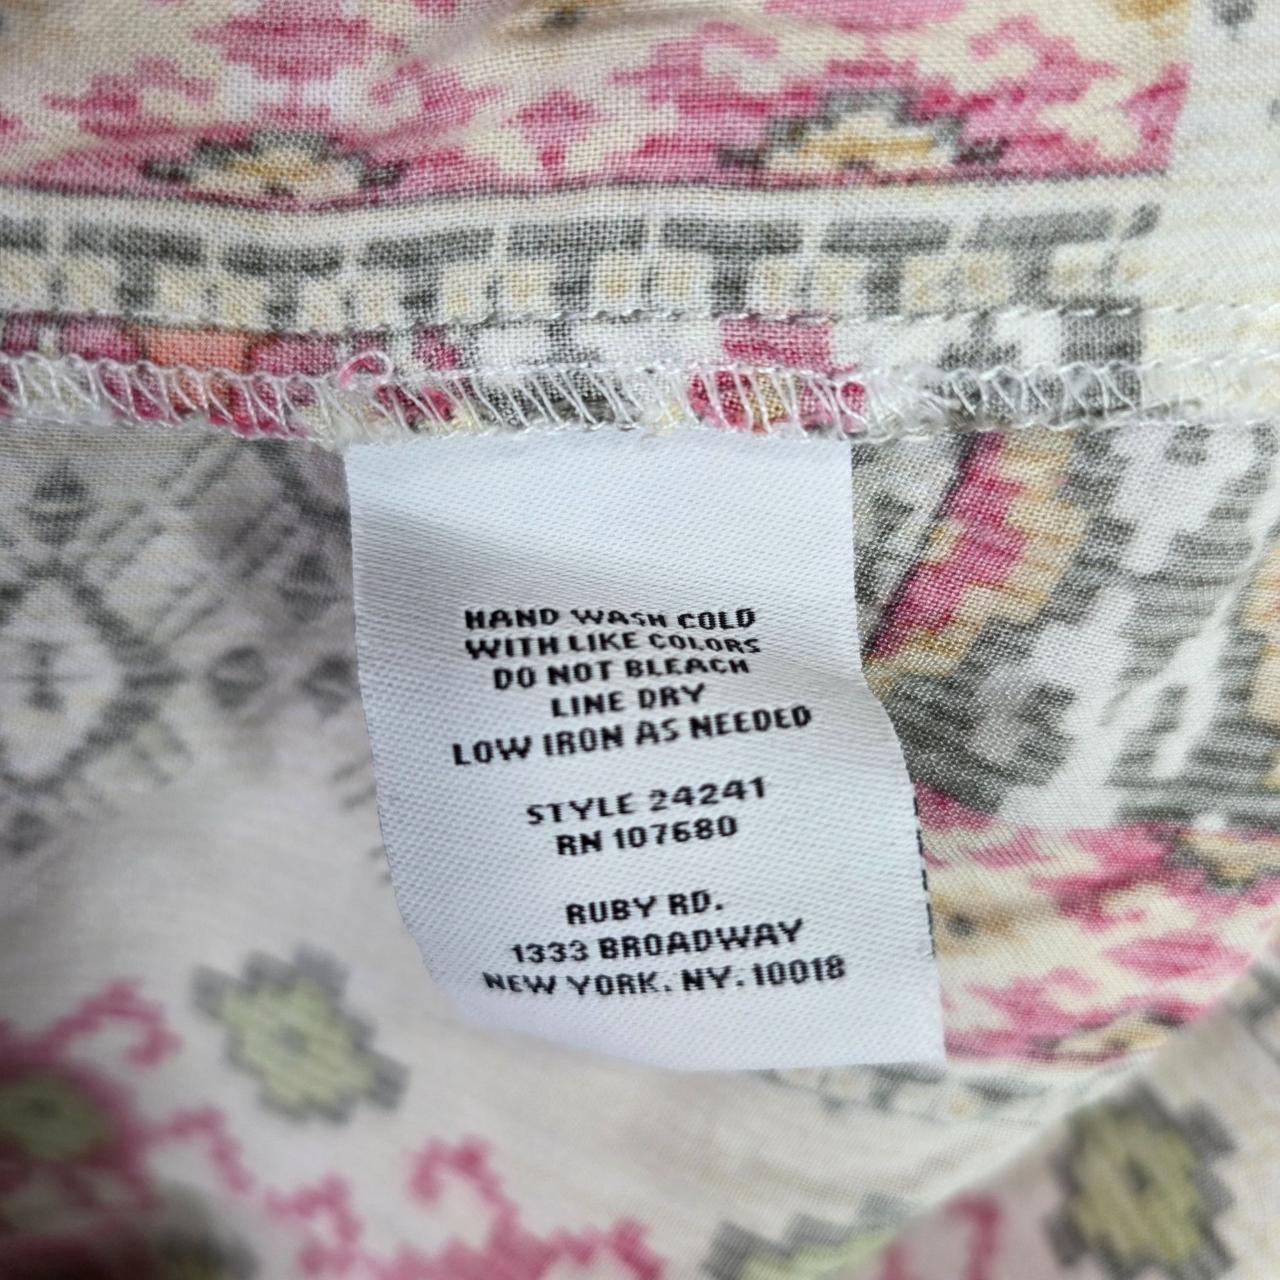 HAND WASH COLD
WITH LIKE COLORS
DO NOT BLEACH
LINE DRY
LOW IRON AS NEEDED
STYLE 24241
RN 107680
RUBY RD.
1333 BROADWAY
NEW YORK. NY. 10018